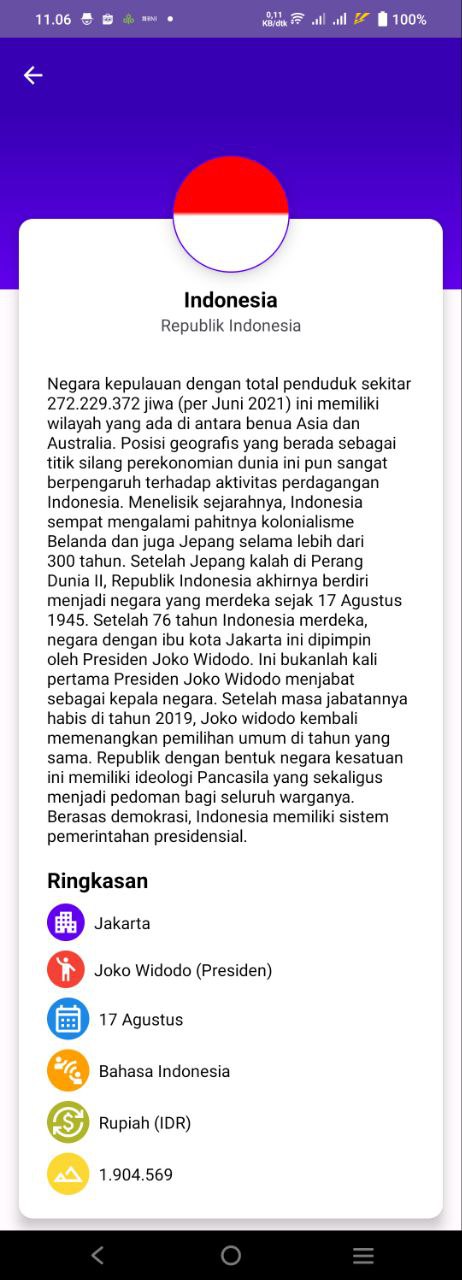 11.06
BNI
0,11
KB/dtk
100%
Indonesia
Republik Indonesia
Negara kepulauan dengan total penduduk sekitar
272.229.372 jiwa (per Juni 2021) ini memiliki
wilayah yang ada di antara benua Asia dan
Australia. Posisi geografis yang berada sebagai
titik silang perekonomian dunia ini pun sangat
berpengaruh terhadap aktivitas perdagangan
Indonesia. Menelisik sejarahnya, Indonesia
sempat mengalami pahitnya kolonialisme
Belanda dan juga Jepang selama lebih dari
300 tahun. Setelah Jepang kalah di Perang
Dunia II, Republik Indonesia akhirnya berdiri
menjadi negara yang merdeka sejak 17 Agustus
1945. Setelah 76 tahun Indonesia merdeka,
negara dengan ibu kota Jakarta ini dipimpin
oleh Presiden Joko Widodo. Ini bukanlah kali
pertama Presiden Joko Widodo menjabat
sebagai kepala negara. Setelah masa jabatannya
habis di tahun 2019, Joko widodo kembali
memenangkan pemilihan umum di tahun yang
sama. Republik dengan bentuk negara kesatuan
ini memiliki ideologi Pancasila yang sekaligus
menjadi pedoman bagi seluruh warganya.
Berasas demokrasi, Indonesia memiliki sistem
pemerintahan presidensial.
Ringkasan
Jakarta
Joko Widodo (Presiden)
17 Agustus
Bahasa Indonesia
Rupiah (IDR)
1.904.569